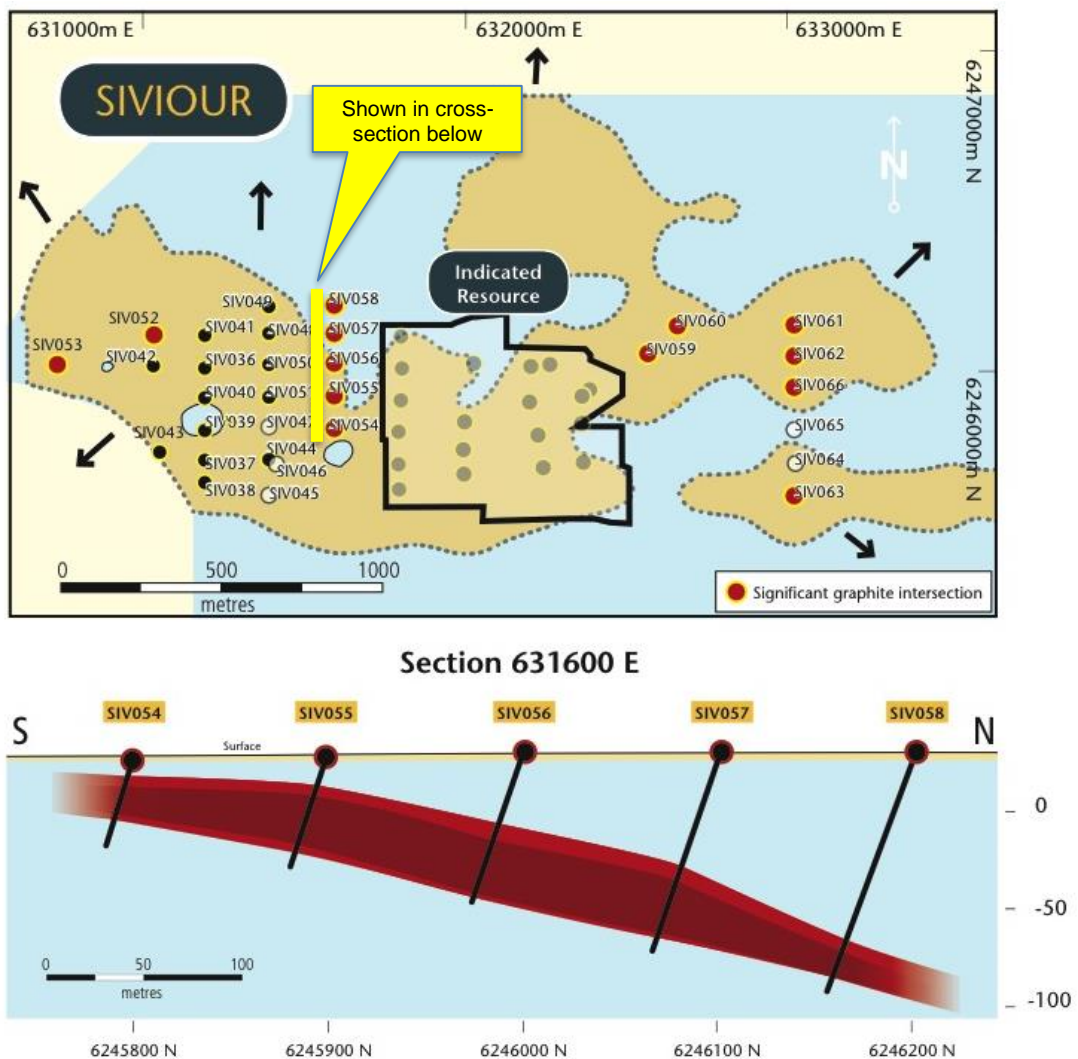 631000m E
632000m E
633000m E
SIVIOUR
Shown in cross-
section below
6247000m N
N
Indicated
Resource
SIV049
SIV058
SIV052
SIV041
SIV048
SIV057
SIV060
SIV061
SIV053
SIV042
SIV036
SIV050
SIV056
SIV059
SIV062
SIV040
SIV051
SIV055
SIV066
6246000m N
SIV043
SIV039
SIV047
SIV054
SIV065
SIV037
SIV044
SIV046
SIV064
SIV038
SIV045
SIV063
0 500 1000
metres
Significant graphite intersection
Section 631600 E
SIV054 SIV055 SIV056 SIV057 SIV058
S
N
Surface
0
-50
-100
0 50 100
metres
6245800 N 6245900 N 6246000 N 6246100 N 6246200 N